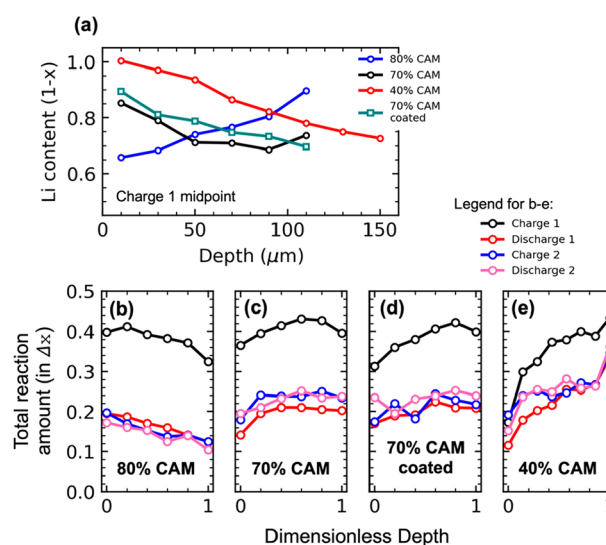 (a)
Li content (1-x)
1.0
0.8
0.6
80% CAM
70% CAM
40% CAM
70% CAM
coated
Charge 1 midpoint
0
50
100
150
Depth (μm)
Legend for b-e:
Charge 1
Discharge 1
Charge 2
Discharge 2
Total reaction
amount (in Δx)
0.5
0.4
0.3
0.2
0.1
0.0
(b)
80% CAM
0
1
(c)
70% CAM
0
1
(d)
70% CAM
coated
0
1
(e)
40% CAM
0
1
Dimensionless Depth